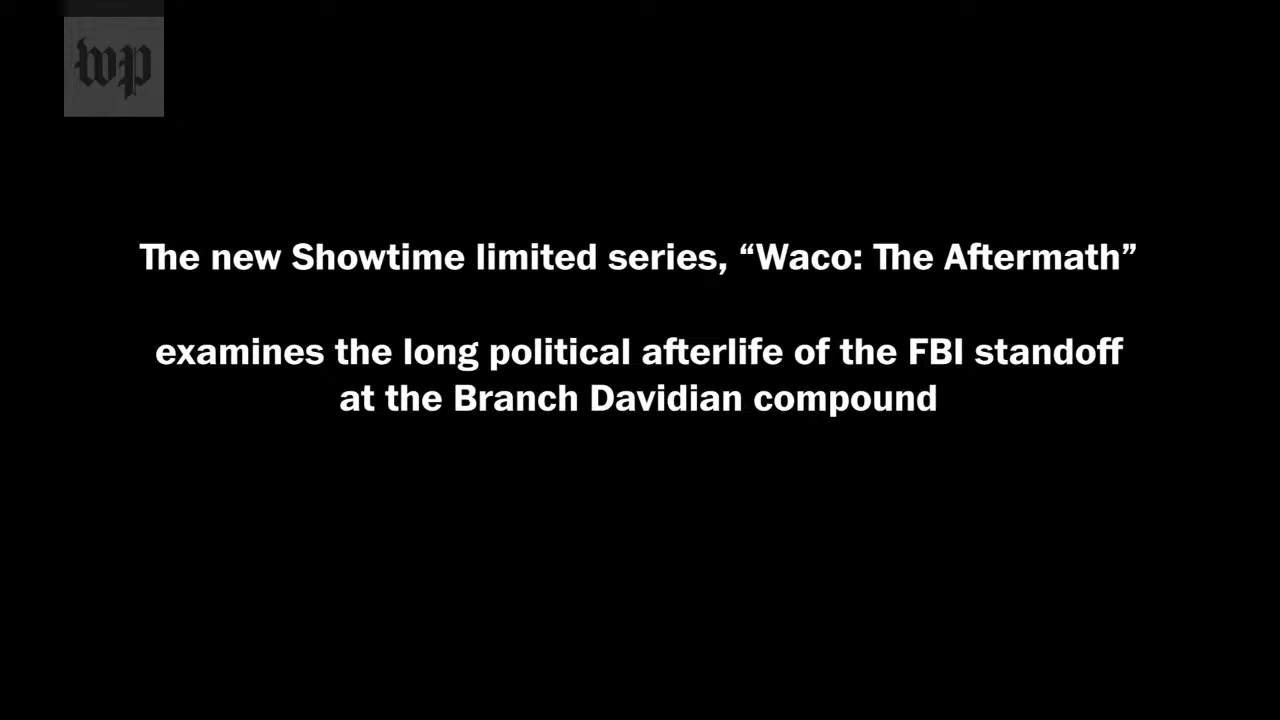 wp
The new Showtime limited series, “Waco: The Aftermath”
examines the long political afterlife of the FBI standoff
at the Branch Davidian compound